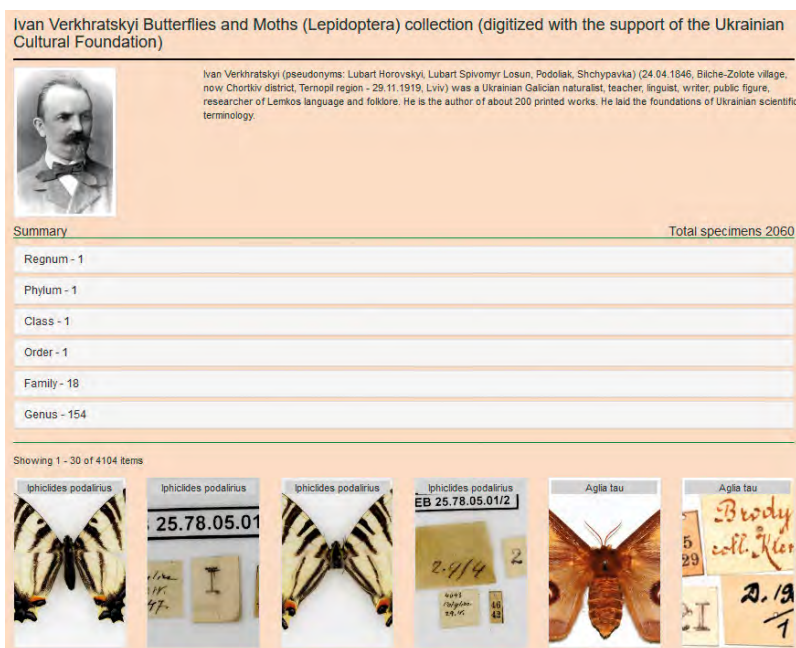 Ivan Verkhratskyi Butterflies and Moths (Lepidoptera) collection (digitized with the support of the Ukrainian
Cultural Foundation)
Ivan Verkhratskyi (pseudonyms: Lubart Horovskyi, Lubart Spivomyr Losun, Podoliak, Shchypavka) (24.04.1846, Bilche-Zolote village,
now Chortkiv district, Ternopil region - 29.11.1919, Lviv) was a Ukrainian Galician naturalist, teacher, linguist, writer, public figure,
researcher of Lemkos language and folklore. He is the author of about 200 printed works. He laid the foundations of Ukrainian scientific
terminology.
Summary Total specimens 2060
Regnum - 1
Phylum - 1
Class - 1
Order - 1
Family - 18
Genus - 154
Showing 1 - 30 of 4104 items
Iphiclides podalirius
Iphiclides podalirius
25.78.05.01
I
47.
Iphiclides podalirius
Iphiclides podalirius
EB 25.78.05.01/2
2
46
42
Aglia tau
Aglia tau
Brody
coll.
5
29
I
D. 19
1